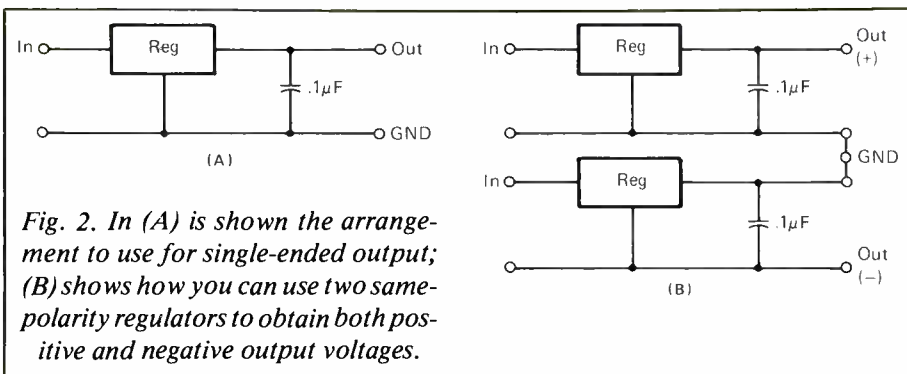 In Reg Out
.1µF
GND
(A)
In Reg Out
(+)
.1µF
GND
In Reg
.1µF
Out
(−)
(B)
Fig. 2. In (A) is shown the arrange-
ment to use for single-ended output;
(B) shows how you can use two same-
polarity regulators to obtain both pos-
itive and negative output voltages.